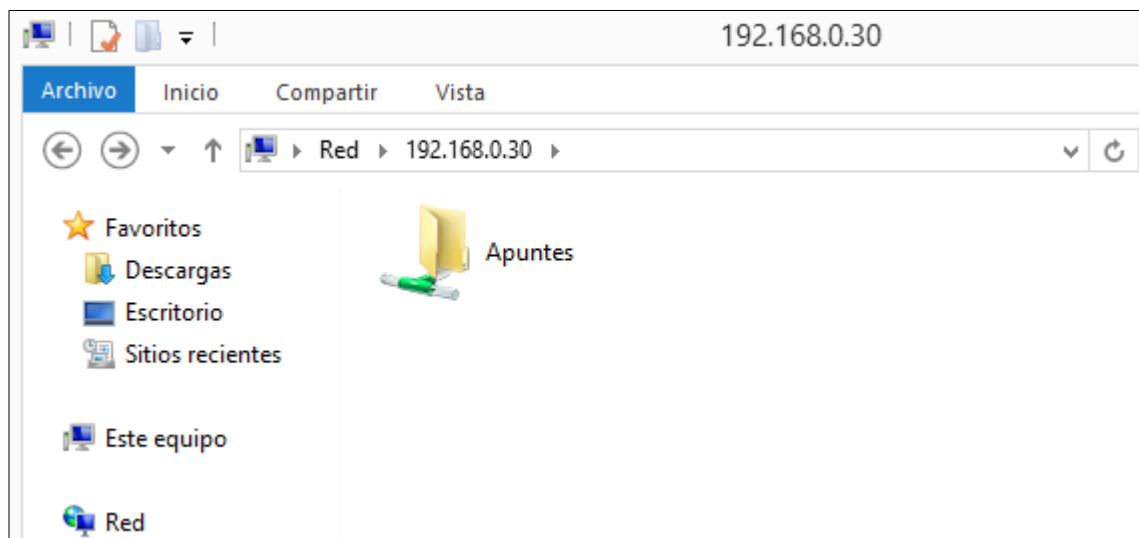 192.168.0.30
Archivo Inicio Compartir Vista
Red 192.168.0.30
Favoritos
Descargas
Escritorio
Sitios recientes
Este equipo
Red
Apuntes